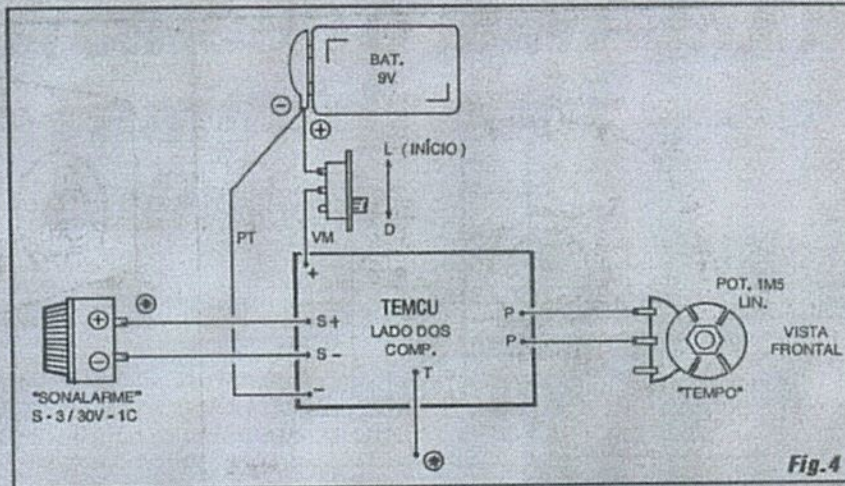 BAT.
9V
⊖
⊕
L (INÍCIO)
D
PT
VM
+
TEMCU
LADO DOS
COMP.
S+
S-
-
T
P
P
⊕
⊖
"SONALARME"
S - 3 / 30V - 1C
POT. 1M5
LIN.
VISTA
FRONTAL
"TEMPO"
Fig.4